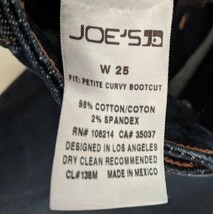 JOE'S JD
W 25
FIT: PETITE CURVY BOOTCUT
98% COTTON/COTON
2% SPANDEX
RN# 106214 CA# 35037
DESIGNED IN LOS ANGELES
DRY CLEAN RECOMMENDED
CL#136M MADE IN MEXICO